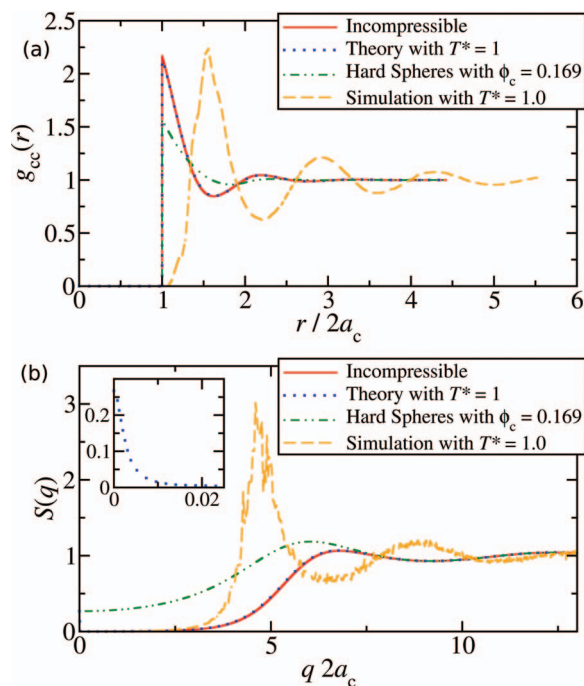 (a)
Incompressible
Theory with T* = 1
Hard Spheres with ϕc = 0.169
Simulation with T* = 1.0
2.5
2
1.5
1
0.5
0
gcc(r)
0 1 2 3 4 5 6
r / 2ac
(b)
Incompressible
Theory with T* = 1
Hard Spheres with ϕc = 0.169
Simulation with T* = 1.0
3
2
1
0
S(q)
0.2
0.1
0
0 0.02
0 5 10
q 2ac